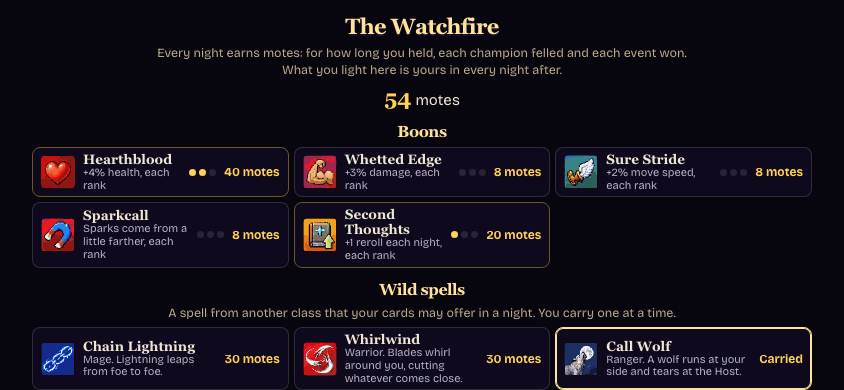 The Watchfire
Every night earns motes: for how long you held, each champion felled and each event won.
What you light here is yours in every night after.
54 motes
Boons
Hearthblood
+4% health, each
rank
40 motes
Whetted Edge
+3% damage, each
rank
8 motes
Sure Stride
+2% move speed,
each rank
8 motes
Sparkcall
Sparks come from a
little farther, each
rank
8 motes
Second
Thoughts
+1 reroll each night,
each rank
20 motes
Wild spells
A spell from another class that your cards may offer in a night. You carry one at a time.
Chain Lightning
Mage. Lightning leaps
from foe to foe.
30 motes
Whirlwind
Warrior. Blades whirl
around you, cutting
whatever comes close.
30 motes
Call Wolf
Ranger. A wolf runs at your
side and tears at the Host.
Carried